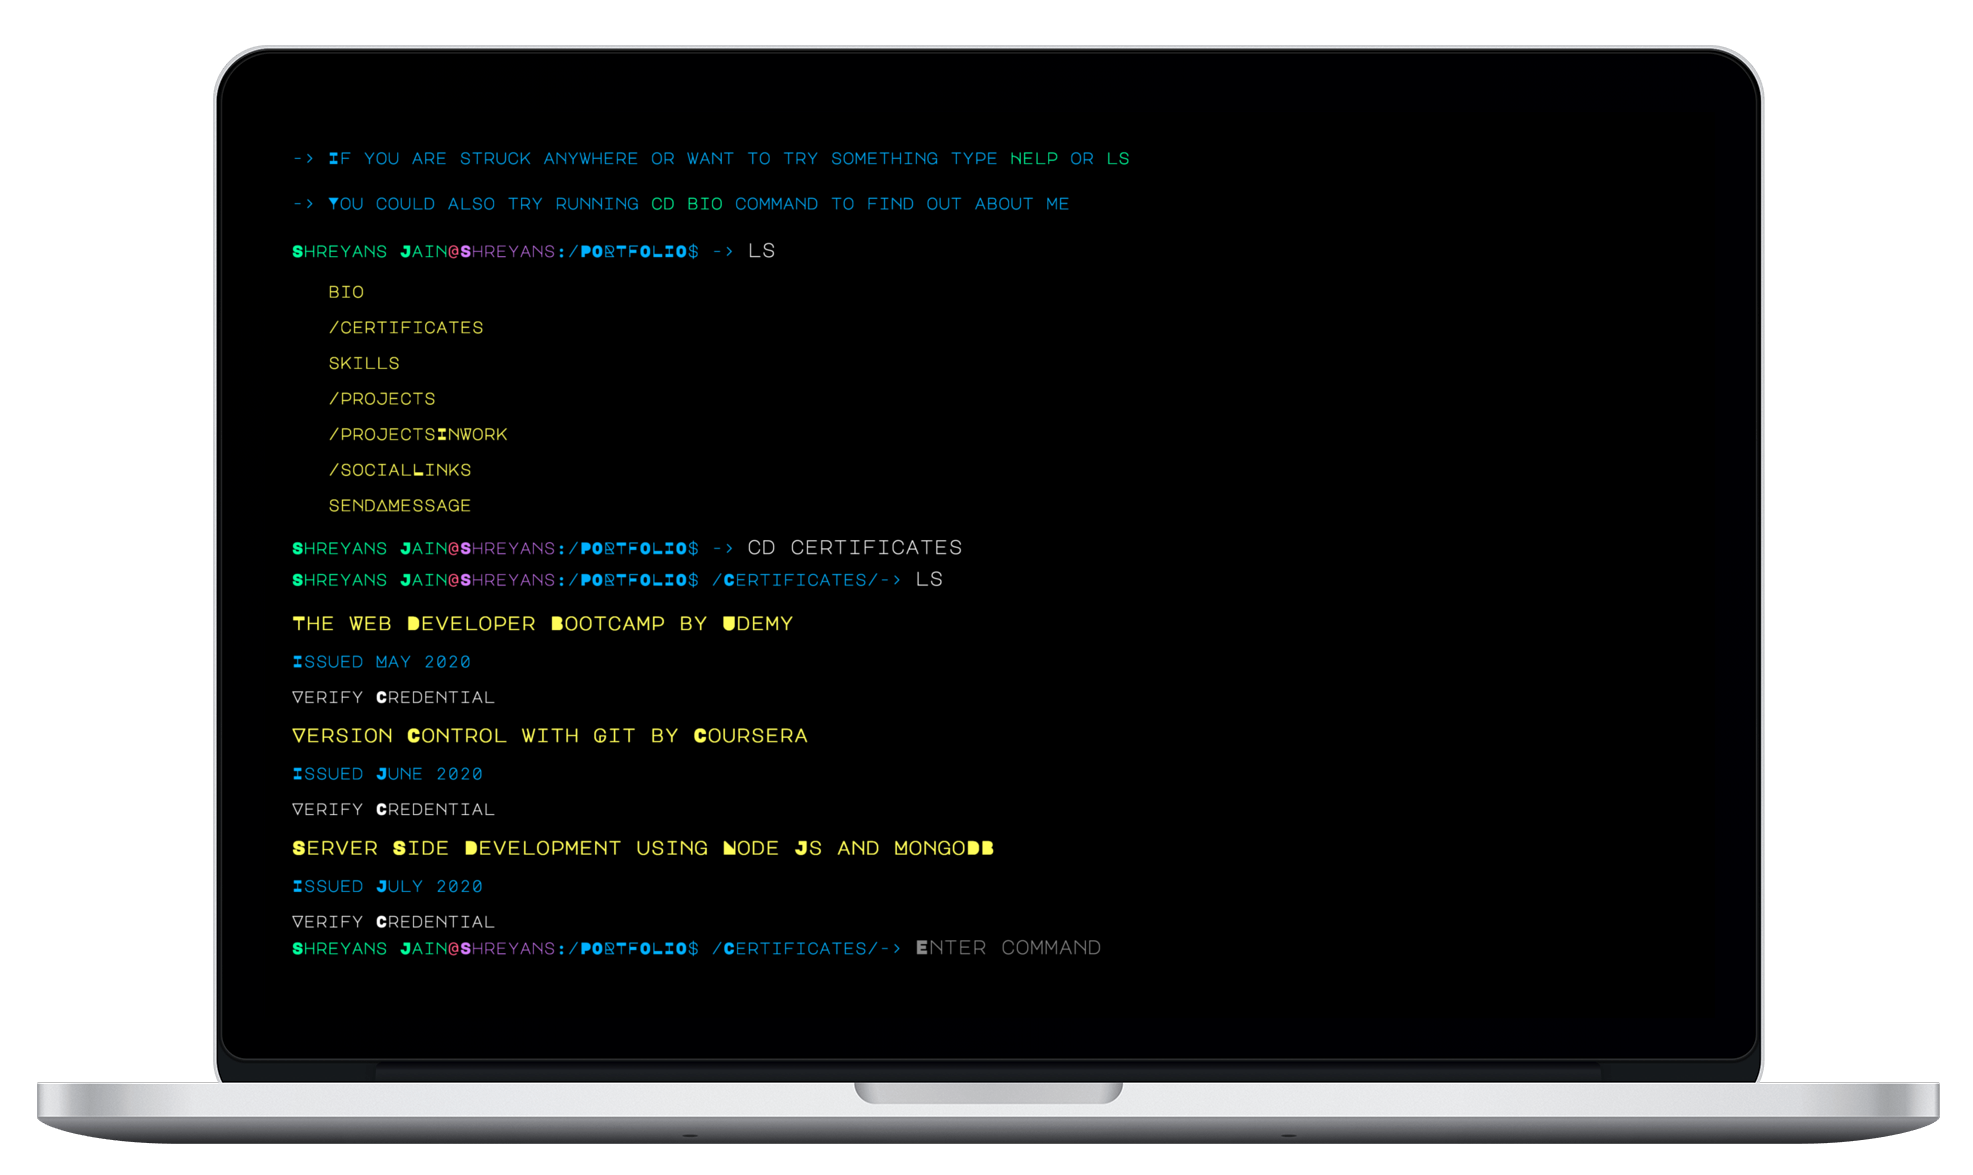 -> If you are struck anywhere or want to try something type help or ls
-> You could also try running cd bio command to find out about me
Shreyans Jain@Shreyans:/PORTFOLIO$ -> ls
bio
/certificates
skills
/projects
/projectsInWork
/socialLinks
sendAMessage
Shreyans Jain@Shreyans:/PORTFOLIO$ -> cd certificates
Shreyans Jain@Shreyans:/PORTFOLIO$ /Certificates/-> ls
The Web Developer Bootcamp by Udemy
Issued May 2020
Verify Credential
Version Control with Git by Coursera
Issued June 2020
Verify Credential
Server Side Development using Node Js and MongoDB
Issued July 2020
Verify Credential
Shreyans Jain@Shreyans:/PORTFOLIO$ /Certificates/-> Enter command